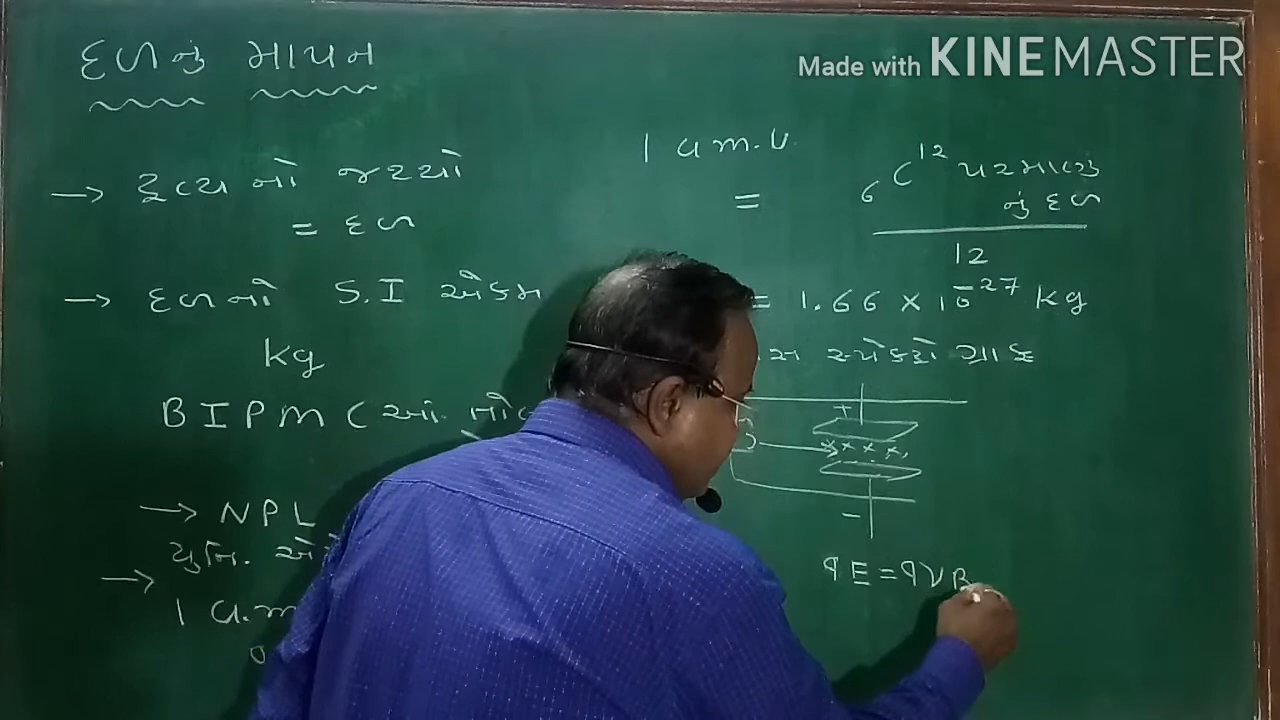 દળનું માપન
Made with KINEMASTER
→ દ્રવ્યનો જથ્થો
= દળ
→ દળનો S.I એકમ
kg
BIPM (આં. તોલ
→ NPL
યુનિ. એ
→
1 a.m
1 a m.u.
= ₆C¹² પરમાણુ
નું દળ
12
= 1.66 × 10⁻²⁷ kg
સ્પેક્ટ્રોગ્રાફ
+
× × × ×
−
qE = qvB